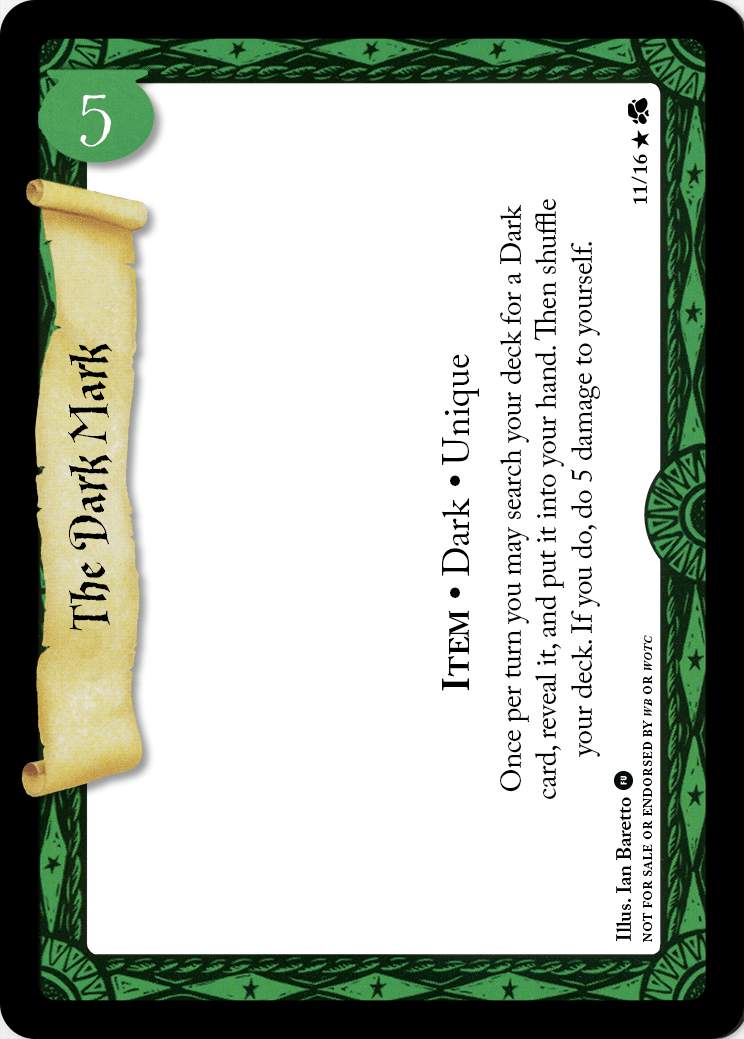 5
The Dark Mark
ITEM • Dark • Unique
Once per turn you may search your deck for a Dark
card, reveal it, and put it into your hand. Then shuffle
your deck. If you do, do 5 damage to yourself.
Illus. Ian Baretto FU
11/16 ★
NOT FOR SALE OR ENDORSED BY WB OR WOTC